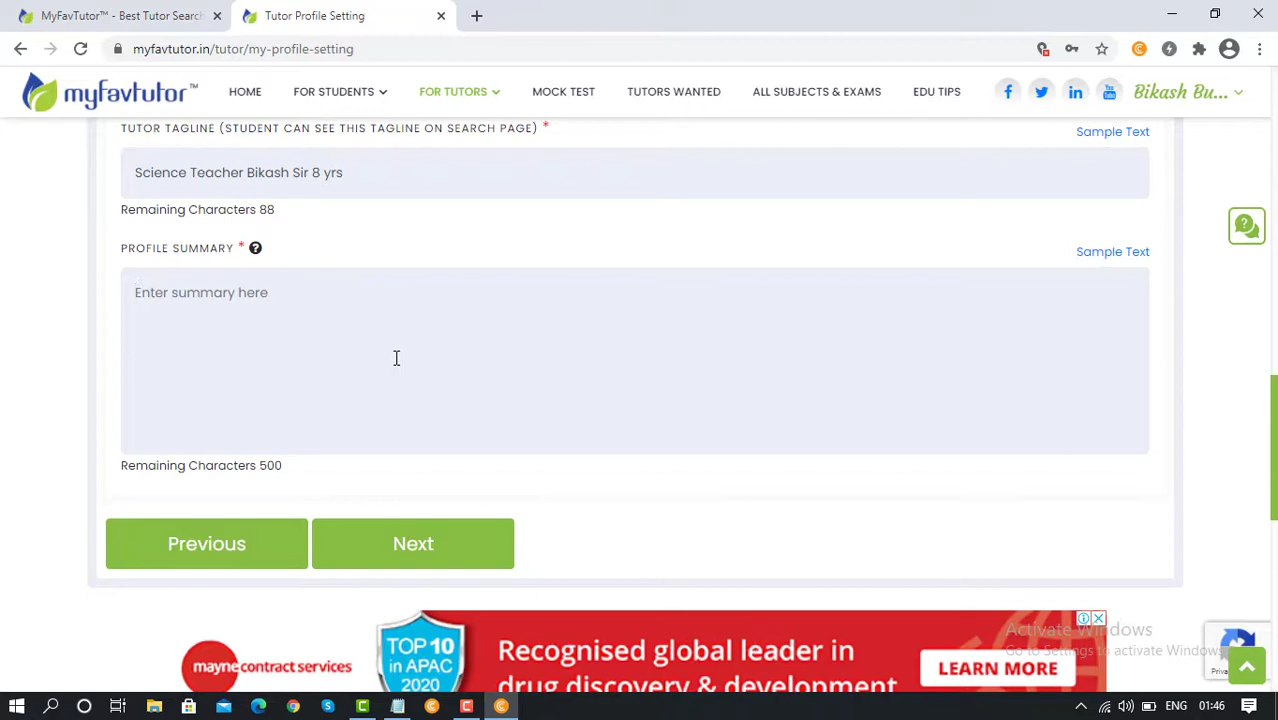 MyFavTutor™ - Best Tutor Search
Tutor Profile Setting
myfavtutor.in/tutor/my-profile-setting
myfavtutor™
HOME
FOR STUDENTS
FOR TUTORS
MOCK TEST
TUTORS WANTED
ALL SUBJECTS & EXAMS
EDU TIPS
Bikash Bu...
TUTOR TAGLINE (STUDENT CAN SEE THIS TAGLINE ON SEARCH PAGE) *
Sample Text
Science Teacher Bikash Sir 8 yrs
Remaining Characters 88
PROFILE SUMMARY *
Sample Text
Enter summary here
Remaining Characters 500
Previous
Next
mayne contract services
TOP 10
in APAC
2020
Recognised global leader in
drug discovery & development
LEARN MORE
Activate Windows
Go to Settings to activate Windows
ENG
01:46